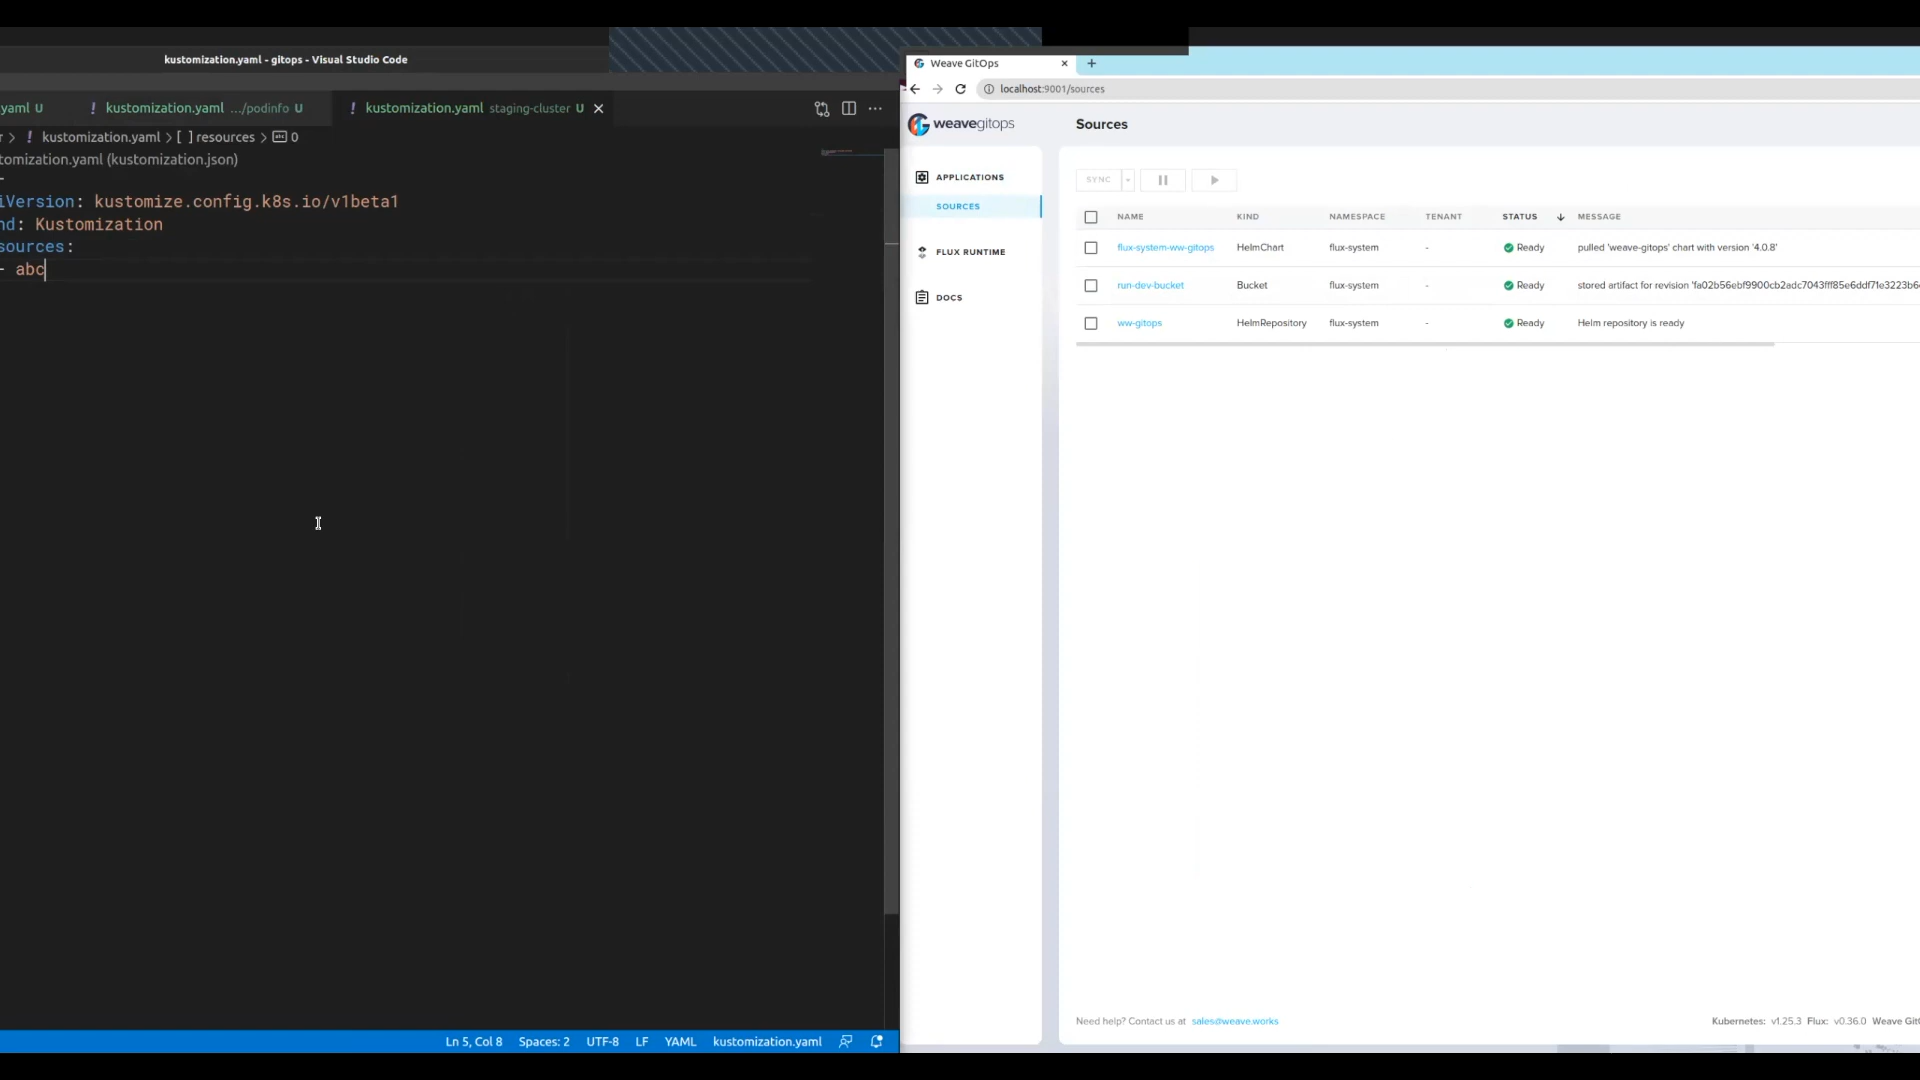 kustomization.yaml - gitops - Visual Studio Code
yaml U
! kustomization.yaml .../podinfo U
! kustomization.yaml staging-cluster U
r > ! kustomization.yaml > [ ] resources > abc 0
tomization.yaml (kustomization.json)
-
iVersion: kustomize.config.k8s.io/v1beta1
nd: Kustomization
sources:
- abc
Ln 5, Col 8 Spaces: 2 UTF-8 LF YAML kustomization.yaml
Weave GitOps
localhost:9001/sources
weavegitops
Sources
APPLICATIONS
SOURCES
FLUX RUNTIME
DOCS
SYNC
NAME KIND NAMESPACE TENANT STATUS MESSAGE
flux-system-ww-gitops HelmChart flux-system - Ready pulled 'weave-gitops' chart with version '4.0.8'
run-dev-bucket Bucket flux-system - Ready stored artifact for revision 'fa02b56ebf9900cb2adc7043fff85e6ddf71e3223b6
ww-gitops HelmRepository flux-system - Ready Helm repository is ready
Need help? Contact us at sales@weave.works
Kubernetes: v1.25.3 Flux: v0.36.0 Weave Git